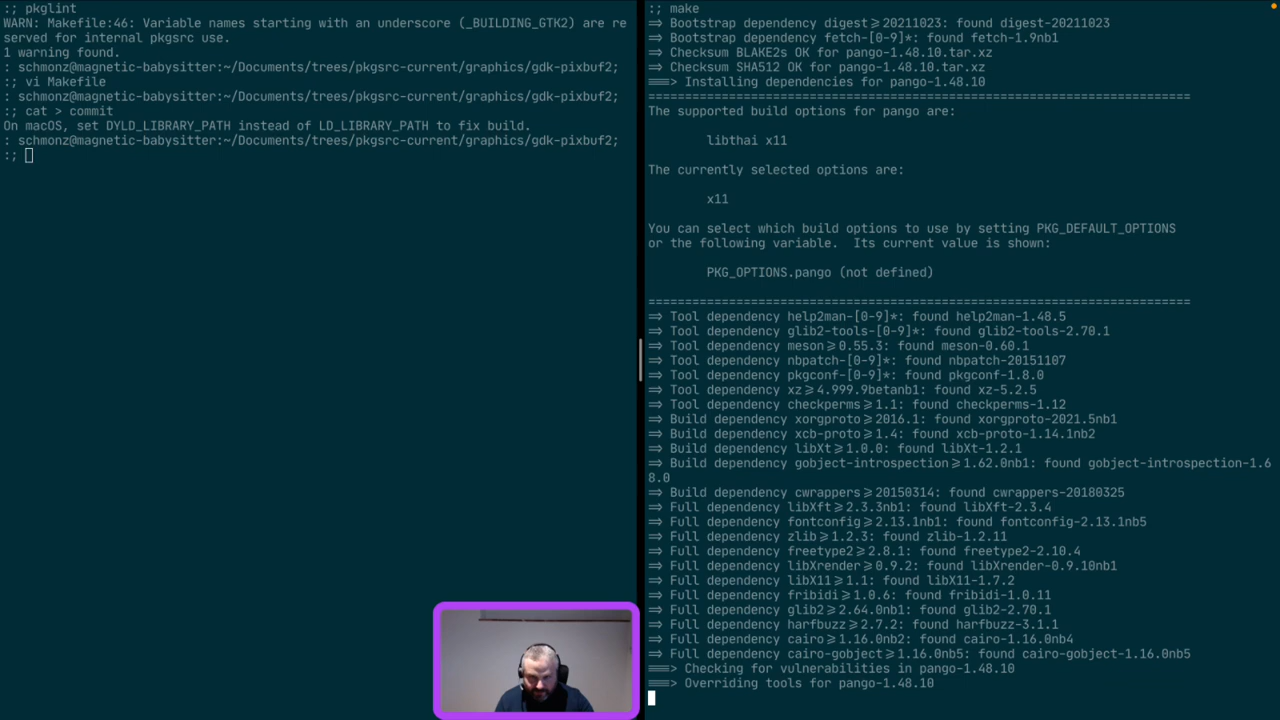 :; pkglint
WARN: Makefile:46: Variable names starting with an underscore (_BUILDING_GTK2) are re
served for internal pkgsrc use.
1 warning found.
: schmonz@magnetic-babysitter:~/Documents/trees/pkgsrc-current/graphics/gdk-pixbuf2;
:; vi Makefile
: schmonz@magnetic-babysitter:~/Documents/trees/pkgsrc-current/graphics/gdk-pixbuf2;
:; cat > commit
On macOS, set DYLD_LIBRARY_PATH instead of LD_LIBRARY_PATH to fix build.
: schmonz@magnetic-babysitter:~/Documents/trees/pkgsrc-current/graphics/gdk-pixbuf2;
:;
:; make
=> Bootstrap dependency digest>=20211023: found digest-20211023
=> Bootstrap dependency fetch-[0-9]*: found fetch-1.9nb1
=> Checksum BLAKE2s OK for pango-1.48.10.tar.xz
=> Checksum SHA512 OK for pango-1.48.10.tar.xz
===> Installing dependencies for pango-1.48.10
==========================================================================
The supported build options for pango are:
libthai x11
The currently selected options are:
x11
You can select which build options to use by setting PKG_DEFAULT_OPTIONS
or the following variable.  Its current value is shown:
PKG_OPTIONS.pango (not defined)
==========================================================================
=> Tool dependency help2man-[0-9]*: found help2man-1.48.5
=> Tool dependency glib2-tools-[0-9]*: found glib2-tools-2.70.1
=> Tool dependency meson>=0.55.3: found meson-0.60.1
=> Tool dependency nbpatch-[0-9]*: found nbpatch-20151107
=> Tool dependency pkgconf-[0-9]*: found pkgconf-1.8.0
=> Tool dependency xz>=4.999.9betanb1: found xz-5.2.5
=> Tool dependency checkperms>=1.1: found checkperms-1.12
=> Build dependency xorgproto>=2016.1: found xorgproto-2021.5nb1
=> Build dependency xcb-proto>=1.4: found xcb-proto-1.14.1nb2
=> Build dependency libXt>=1.0.0: found libXt-1.2.1
=> Build dependency gobject-introspection>=1.62.0nb1: found gobject-introspection-1.6
8.0
=> Build dependency cwrappers>=20150314: found cwrappers-20180325
=> Full dependency libXft>=2.3.3nb1: found libXft-2.3.4
=> Full dependency fontconfig>=2.13.1nb1: found fontconfig-2.13.1nb5
=> Full dependency zlib>=1.2.3: found zlib-1.2.11
=> Full dependency freetype2>=2.8.1: found freetype2-2.10.4
=> Full dependency libXrender>=0.9.2: found libXrender-0.9.10nb1
=> Full dependency libX11>=1.1: found libX11-1.7.2
=> Full dependency fribidi>=1.0.6: found fribidi-1.0.11
=> Full dependency glib2>=2.64.0nb1: found glib2-2.70.1
=> Full dependency harfbuzz>=2.7.2: found harfbuzz-3.1.1
=> Full dependency cairo>=1.16.0nb2: found cairo-1.16.0nb4
=> Full dependency cairo-gobject>=1.16.0nb5: found cairo-gobject-1.16.0nb5
===> Checking for vulnerabilities in pango-1.48.10
===> Overriding tools for pango-1.48.10